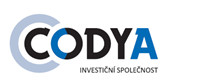 CODYA
INVESTIČNÍ SPOLEČNOST